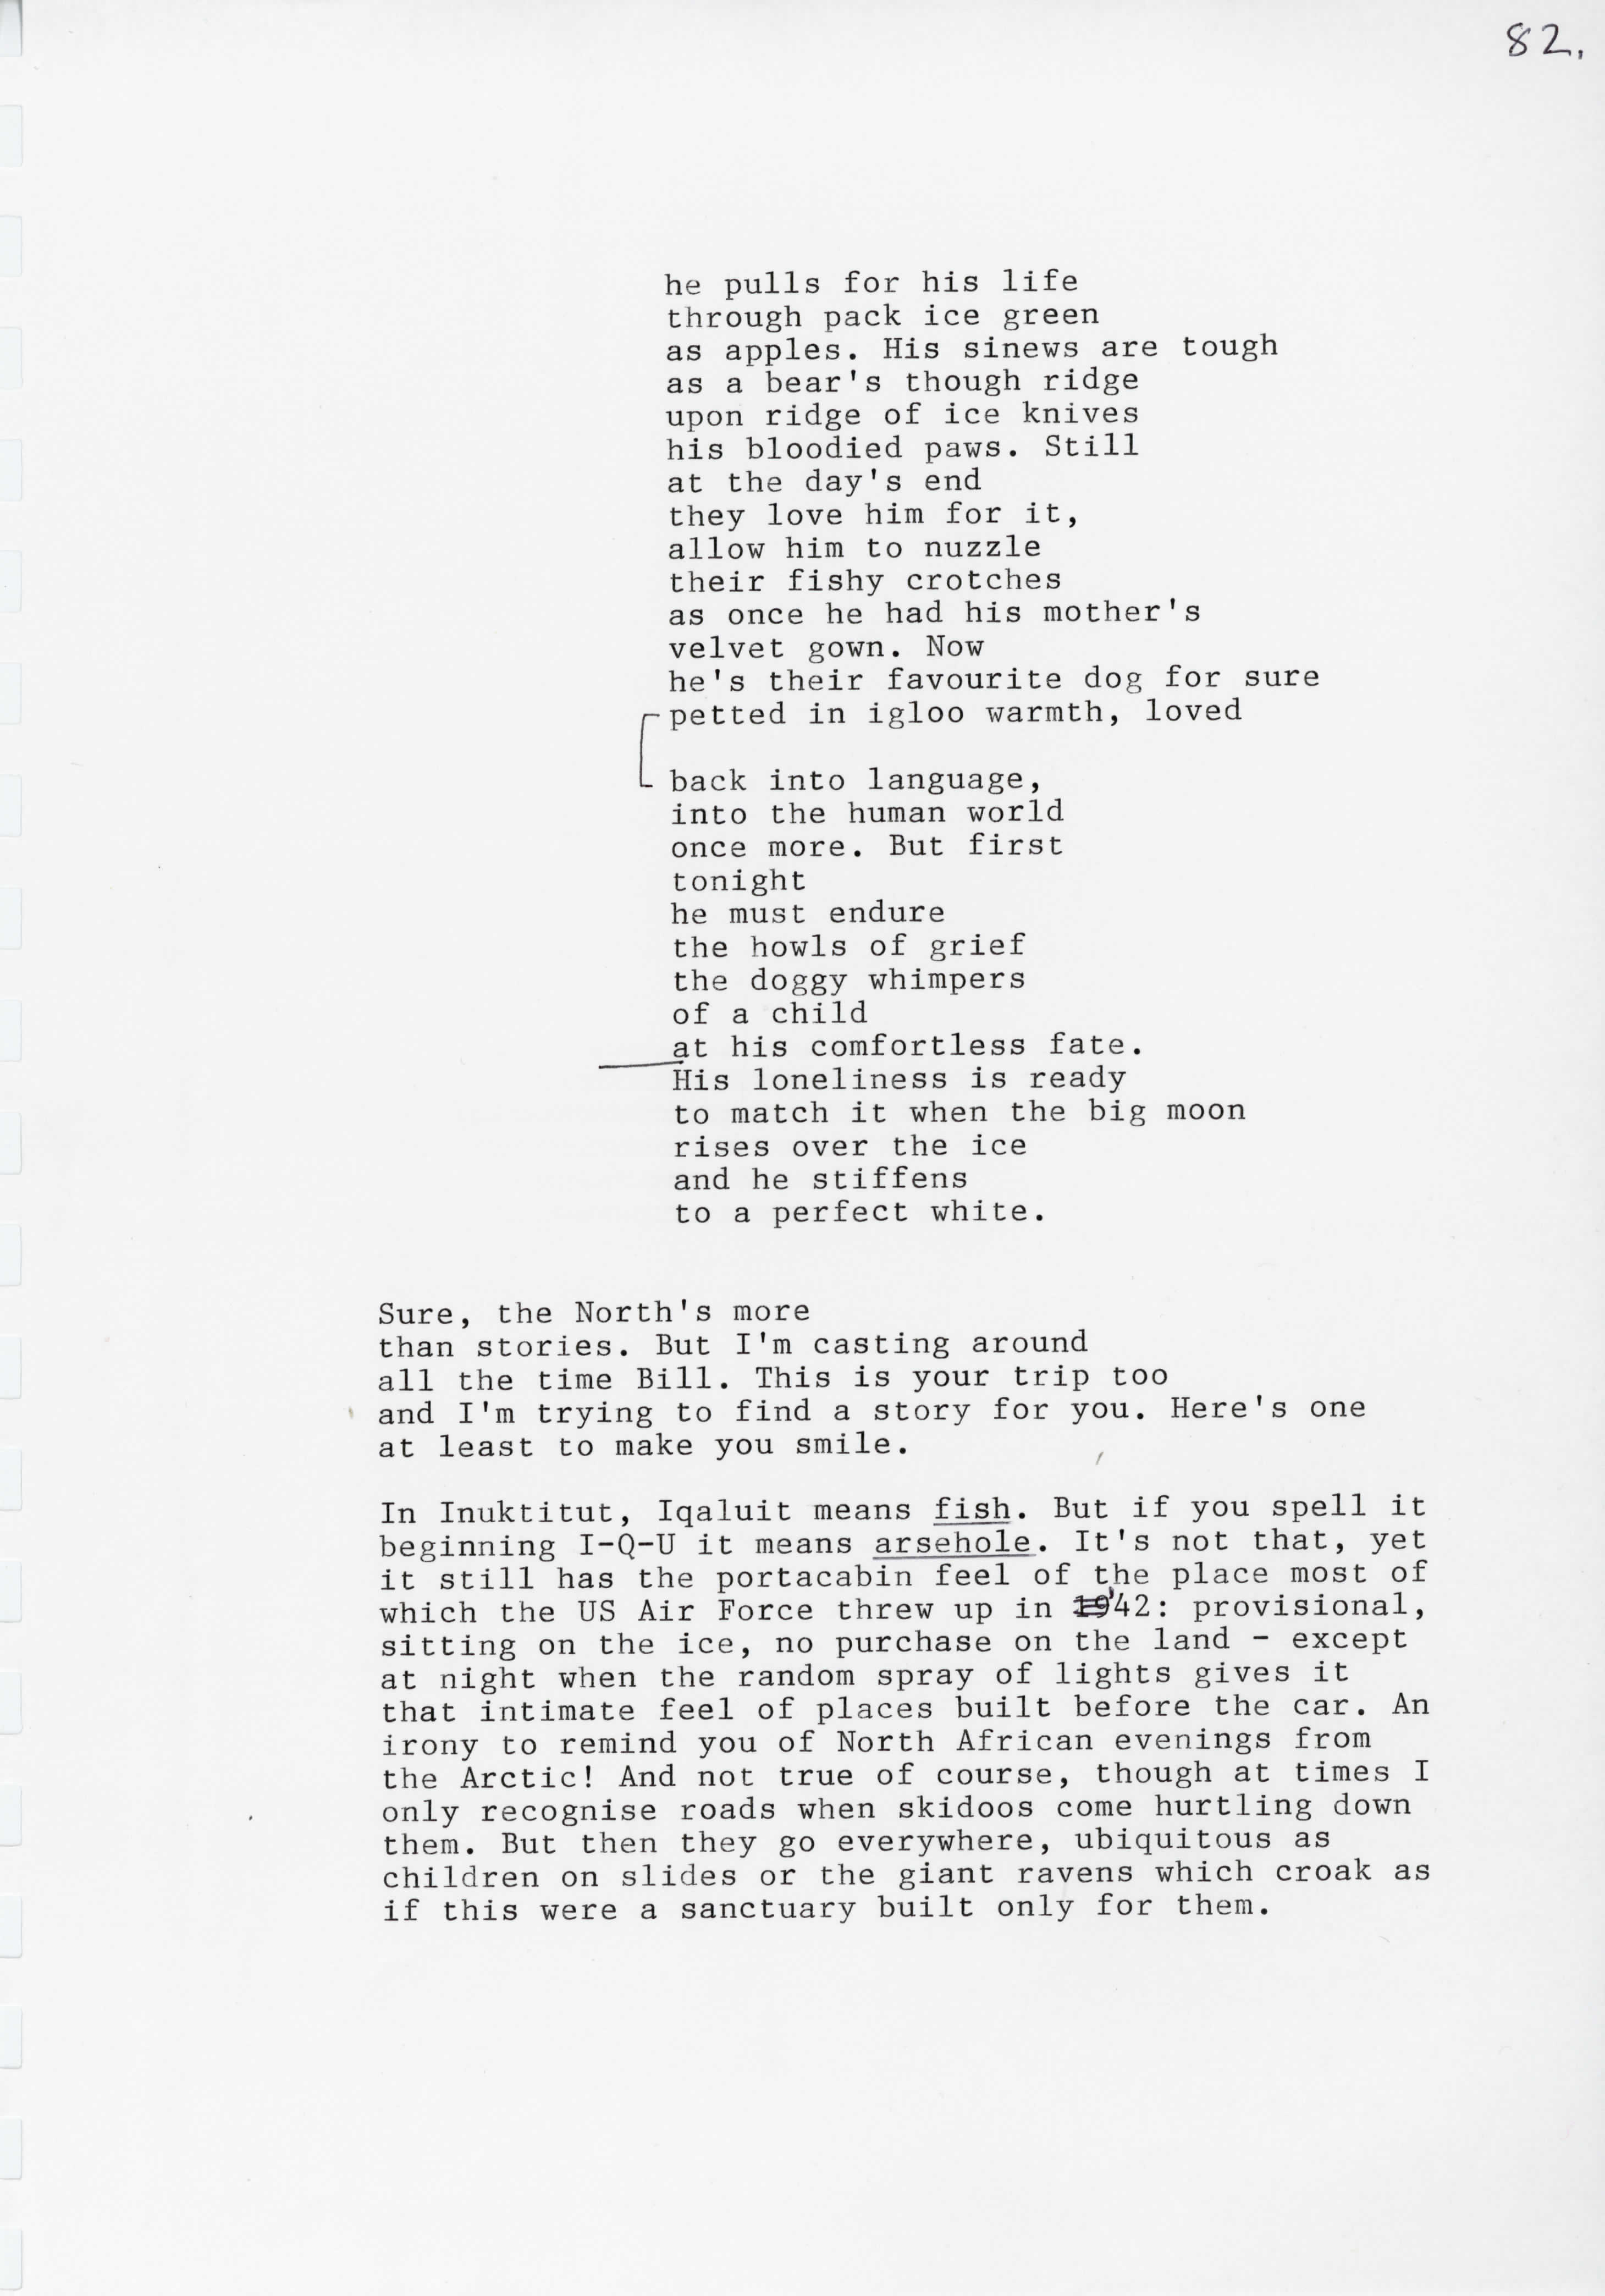 82.
he pulls for his life
through pack ice green
as apples. His sinews are tough
as a bear's though ridge
upon ridge of ice knives
his bloodied paws. Still
at the day's end
they love him for it,
allow him to nuzzle
their fishy crotches
as once he had his mother's
velvet gown. Now
he's their favourite dog for sure
petted in igloo warmth, loved
back into language,
into the human world
once more. But first
tonight
he must endure
the howls of grief
the doggy whimpers
of a child
at his comfortless fate.
His loneliness is ready
to match it when the big moon
rises over the ice
and he stiffens
to a perfect white.
Sure, the North's more
than stories. But I'm casting around
all the time Bill. This is your trip too
and I'm trying to find a story for you. Here's one
at least to make you smile.
In Inuktitut, Iqaluit means fish. But if you spell it
beginning I-Q-U it means arsehole. It's not that, yet
it still has the portacabin feel of the place most of
which the US Air Force threw up in '42: provisional,
sitting on the ice, no purchase on the land - except
at night when the random spray of lights gives it
that intimate feel of places built before the car. An
irony to remind you of North African evenings from
the Arctic! And not true of course, though at times I
only recognise roads when skidoos come hurtling down
them. But then they go everywhere, ubiquitous as
children on slides or the giant ravens which croak as
if this were a sanctuary built only for them.